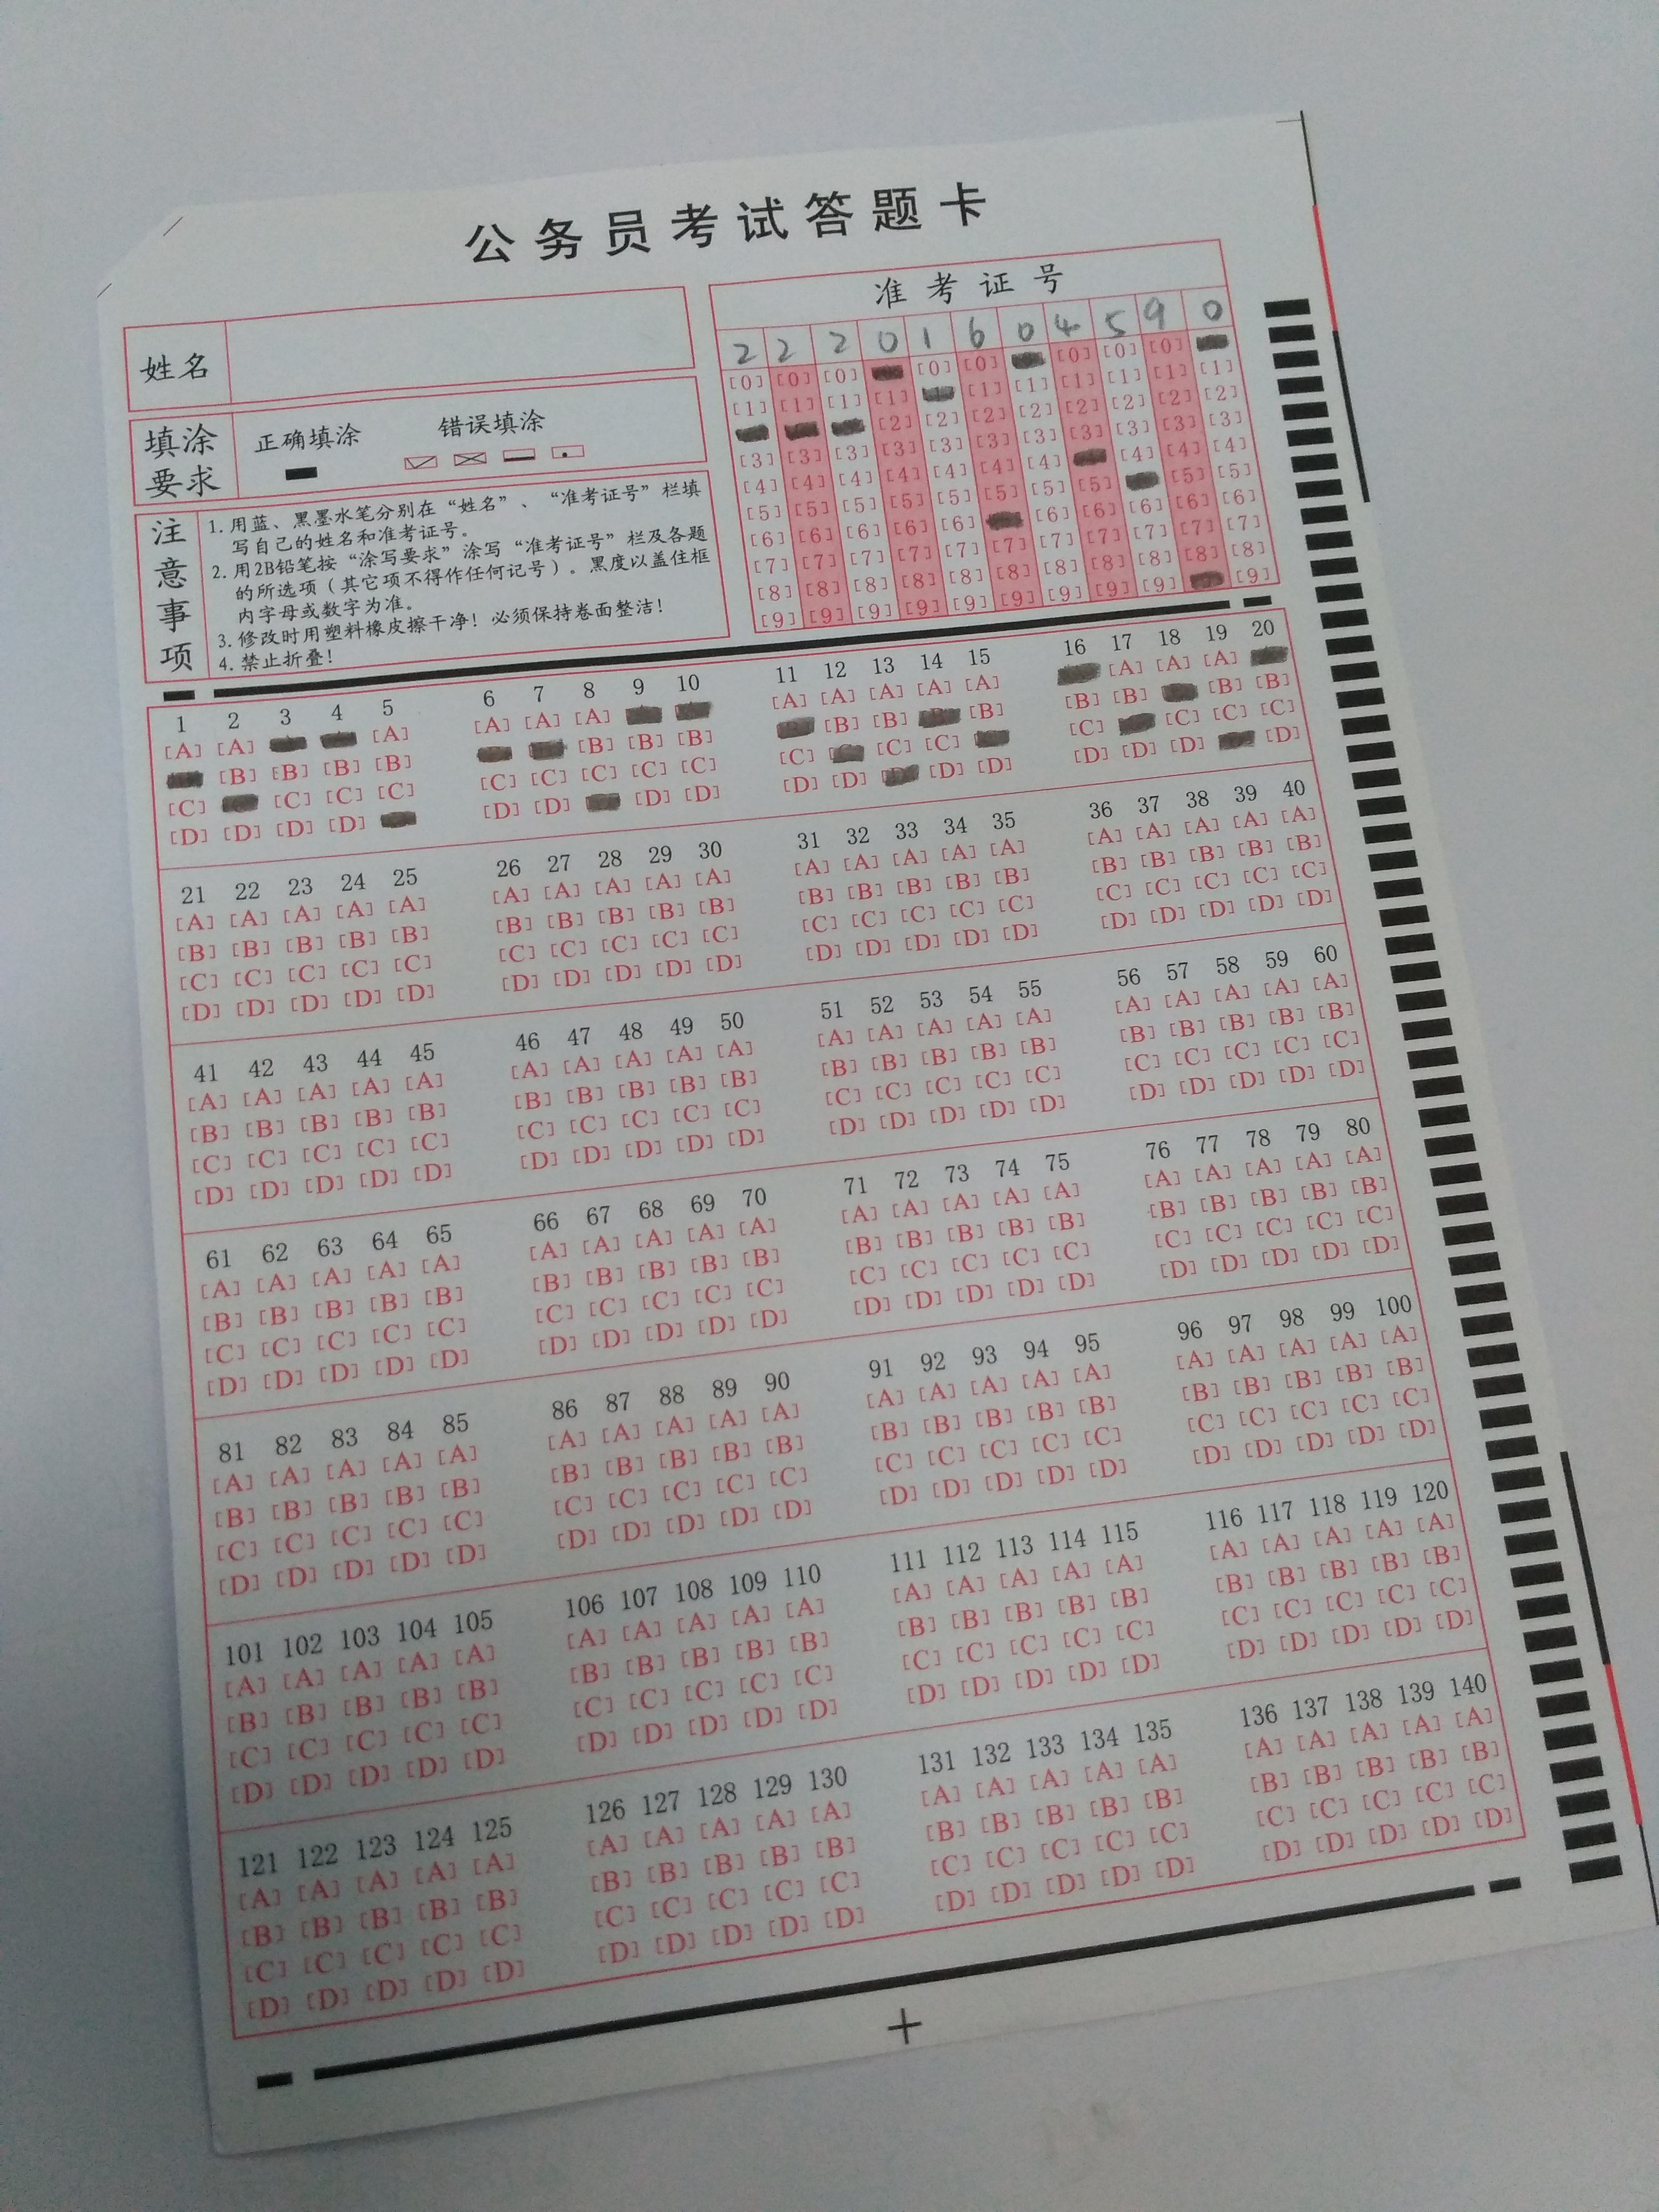 公务员考试答题卡
姓名
填涂要求
正确填涂 错误填涂
注意事项
1. 用蓝、黑墨水笔分别在“姓名”、“准考证号”栏填
写自己的姓名和准考证号。
2. 用2B铅笔按“涂写要求”涂写“准考证号”栏及各题
的所选项（其它项不得作任何记号）。黑度以盖住框
内字母或数字为准。
3. 修改时用塑料橡皮擦干净！必须保持卷面整洁！
4. 禁止折叠！
准考证号
2 2 2 0 1 6 0 4 5 9 0
[0] [0] [0] [0] [0] [0] [0] [0]
[1] [1] [1] [1] [1] [1] [1] [1] [1] [1]
[2] [2] [2] [2] [2] [2] [2] [2]
[3] [3] [3] [3] [3] [3] [3] [3] [3] [3] [3]
[4] [4] [4] [4] [4] [4] [4] [4] [4] [4]
[5] [5] [5] [5] [5] [5] [5] [5] [5] [5]
[6] [6] [6] [6] [6] [6] [6] [6] [6] [6]
[7] [7] [7] [7] [7] [7] [7] [7] [7] [7] [7]
[8] [8] [8] [8] [8] [8] [8] [8] [8] [8] [8]
[9] [9] [9] [9] [9] [9] [9] [9] [9] [9]
1 2 3 4 5 6 7 8 9 10 11 12 13 14 15 16 17 18 19 20
[A] [A] [A] [A] [A] [A] [A] [A] [A] [A] [A] [A] [A] [A]
[B] [B] [B] [B] [B] [B] [B] [B] [B] [B] [B] [B] [B] [B]
[C] [C] [C] [C] [C] [C] [C] [C] [C] [C] [C] [C] [C] [C] [C] [C]
[D] [D] [D] [D] [D] [D] [D] [D] [D] [D] [D] [D] [D] [D] [D] [D]
21 22 23 24 25 26 27 28 29 30 31 32 33 34 35 36 37 38 39 40
[A] [A] [A] [A] [A] [A] [A] [A] [A] [A] [A] [A] [A] [A] [A] [A] [A] [A] [A] [A]
[B] [B] [B] [B] [B] [B] [B] [B] [B] [B] [B] [B] [B] [B] [B] [B] [B] [B] [B] [B]
[C] [C] [C] [C] [C] [C] [C] [C] [C] [C] [C] [C] [C] [C] [C] [C] [C] [C] [C] [C]
[D] [D] [D] [D] [D] [D] [D] [D] [D] [D] [D] [D] [D] [D] [D] [D] [D] [D] [D] [D]
41 42 43 44 45 46 47 48 49 50 51 52 53 54 55 56 57 58 59 60
[A] [A] [A] [A] [A] [A] [A] [A] [A] [A] [A] [A] [A] [A] [A] [A] [A] [A] [A] [A]
[B] [B] [B] [B] [B] [B] [B] [B] [B] [B] [B] [B] [B] [B] [B] [B] [B] [B] [B] [B]
[C] [C] [C] [C] [C] [C] [C] [C] [C] [C] [C] [C] [C] [C] [C] [C] [C] [C] [C] [C]
[D] [D] [D] [D] [D] [D] [D] [D] [D] [D] [D] [D] [D] [D] [D] [D] [D] [D] [D] [D]
61 62 63 64 65 66 67 68 69 70 71 72 73 74 75 76 77 78 79 80
[A] [A] [A] [A] [A] [A] [A] [A] [A] [A] [A] [A] [A] [A] [A] [A] [A] [A] [A] [A]
[B] [B] [B] [B] [B] [B] [B] [B] [B] [B] [B] [B] [B] [B] [B] [B] [B] [B] [B] [B]
[C] [C] [C] [C] [C] [C] [C] [C] [C] [C] [C] [C] [C] [C] [C] [C] [C] [C] [C] [C]
[D] [D] [D] [D] [D] [D] [D] [D] [D] [D] [D] [D] [D] [D] [D] [D] [D] [D] [D] [D]
81 82 83 84 85 86 87 88 89 90 91 92 93 94 95 96 97 98 99 100
[A] [A] [A] [A] [A] [A] [A] [A] [A] [A] [A] [A] [A] [A] [A] [A] [A] [A] [A] [A]
[B] [B] [B] [B] [B] [B] [B] [B] [B] [B] [B] [B] [B] [B] [B] [B] [B] [B] [B] [B]
[C] [C] [C] [C] [C] [C] [C] [C] [C] [C] [C] [C] [C] [C] [C] [C] [C] [C] [C] [C]
[D] [D] [D] [D] [D] [D] [D] [D] [D] [D] [D] [D] [D] [D] [D] [D] [D] [D] [D] [D]
101 102 103 104 105 106 107 108 109 110 111 112 113 114 115 116 117 118 119 120
[A] [A] [A] [A] [A] [A] [A] [A] [A] [A] [A] [A] [A] [A] [A] [A] [A] [A] [A] [A]
[B] [B] [B] [B] [B] [B] [B] [B] [B] [B] [B] [B] [B] [B] [B] [B] [B] [B] [B] [B]
[C] [C] [C] [C] [C] [C] [C] [C] [C] [C] [C] [C] [C] [C] [C] [C] [C] [C] [C] [C]
[D] [D] [D] [D] [D] [D] [D] [D] [D] [D] [D] [D] [D] [D] [D] [D] [D] [D] [D] [D]
121 122 123 124 125 126 127 128 129 130 131 132 133 134 135 136 137 138 139 140
[A] [A] [A] [A] [A] [A] [A] [A] [A] [A] [A] [A] [A] [A] [A] [A] [A] [A] [A] [A]
[B] [B] [B] [B] [B] [B] [B] [B] [B] [B] [B] [B] [B] [B] [B] [B] [B] [B] [B] [B]
[C] [C] [C] [C] [C] [C] [C] [C] [C] [C] [C] [C] [C] [C] [C] [C] [C] [C] [C] [C]
[D] [D] [D] [D] [D] [D] [D] [D] [D] [D] [D] [D] [D] [D] [D] [D] [D] [D] [D] [D]